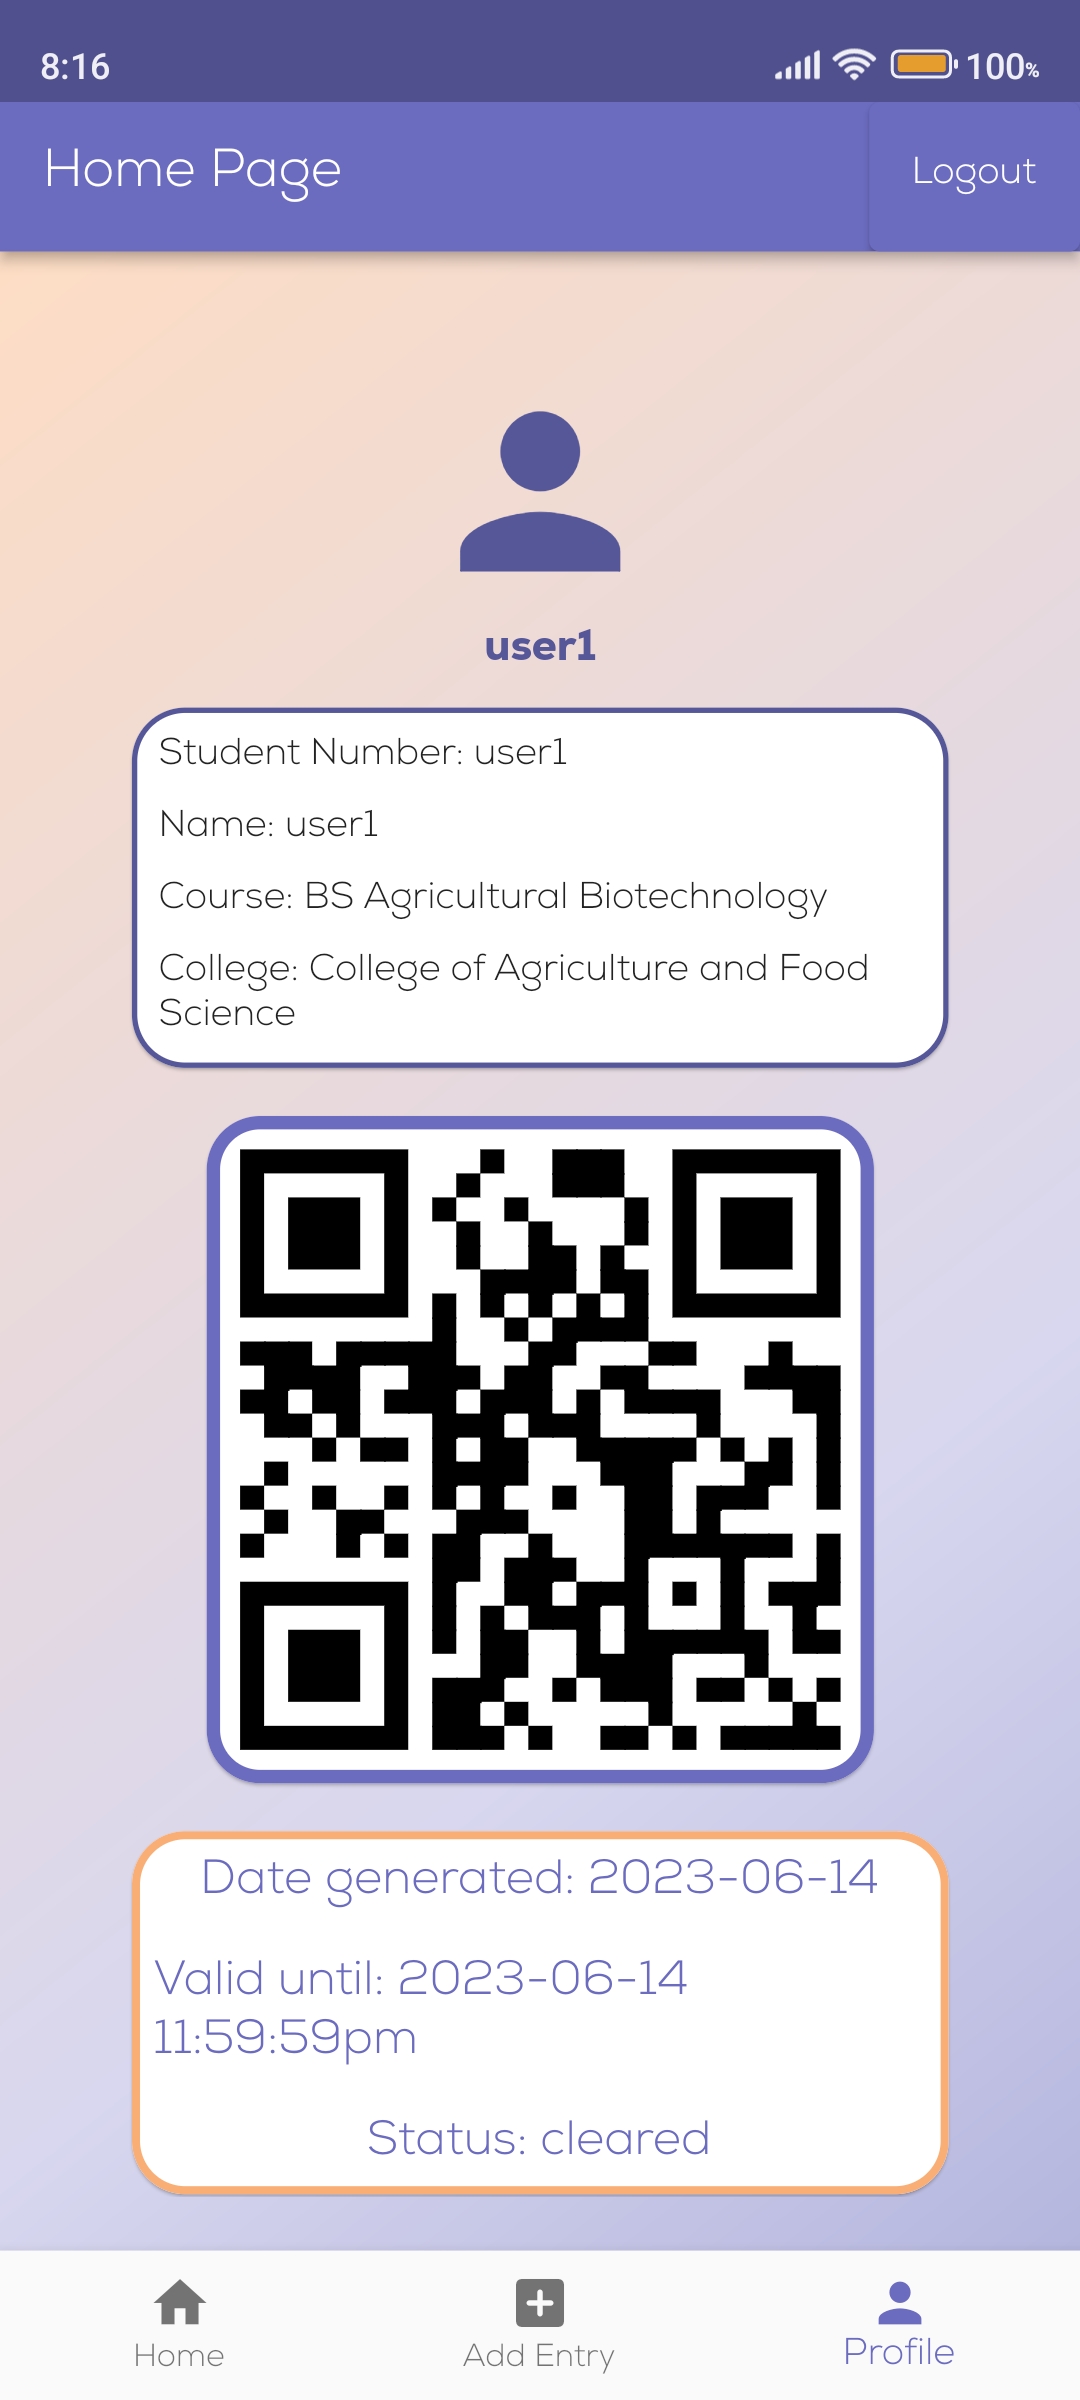 8:16
100%
Home Page
Logout
user1
Student Number: user1
Name: user1
Course: BS Agricultural Biotechnology
College: College of Agriculture and Food
Science
Date generated: 2023-06-14
Valid until: 2023-06-14
11:59:59pm
Status: cleared
Home
Add Entry
Profile